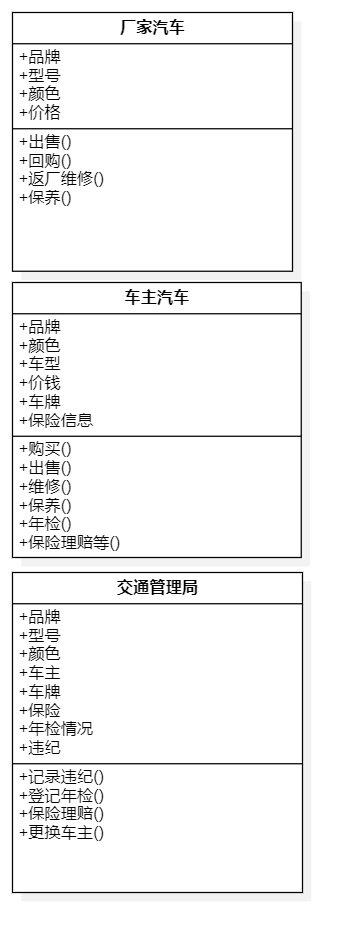 厂家汽车
+品牌
+型号
+颜色
+价格
+出售()
+回购()
+返厂维修()
+保养()
车主汽车
+品牌
+颜色
+车型
+价钱
+车牌
+保险信息
+购买()
+出售()
+维修()
+保养()
+年检()
+保险理赔等()
交通管理局
+品牌
+型号
+颜色
+车主
+车牌
+保险
+年检情况
+违纪
+记录违纪()
+登记年检()
+保险理赔()
+更换车主()